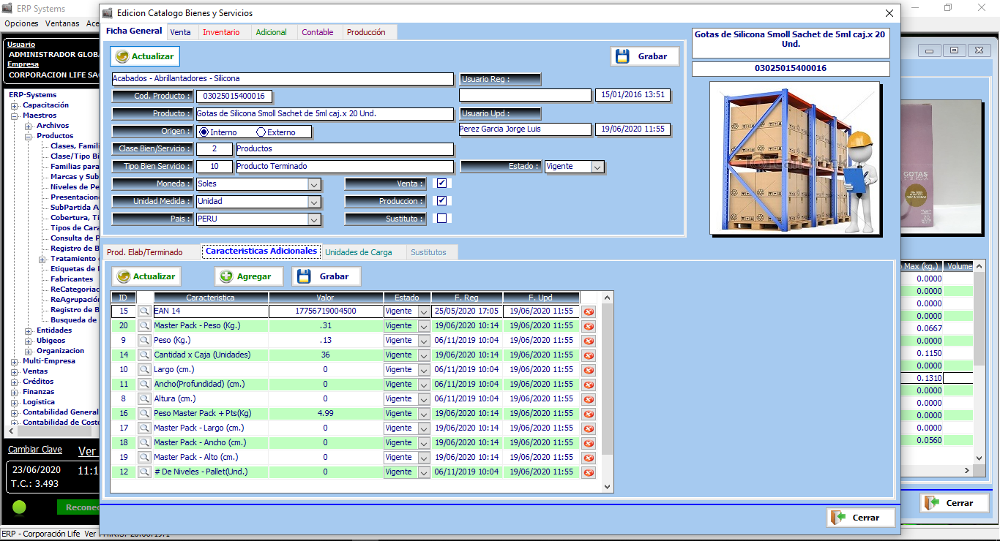 ERP Systems
Opciones Ventanas
Usuario
ADMINISTRADOR
Empresa
CORPORACION LIFE
ERP-Systems
Capacitación
Maestros
Archivos
Productos
Clases,
Clase/Tipo
Familias para
Marcas y
Niveles de
SubPartida
Cobertura,
Tipos de
Consulta de
Registro de
Tratamiento
Etiquetas de
Fabricantes
Registro de
Busqueda de
Entidades
Ubigeos
Organizacion
Multi-Empresa
Ventas
Créditos
Finanzas
Logistica
Contabilidad General
Contabilidad de
Cambiar Clave Ver
23/06/2020
T.C.: 3.493
ERP - Corporación Life Ver
Edicion Catalogo Bienes y Servicios
Ficha General Venta Inventario Adicional Contable Producción
Actualizar Grabar
Acabados - Abrillantadores - Silicona
Usuario Reg :
Cod. Producto : 03025015400016
15/01/2016 13:51
Producto : Gotas de Silicona Smoll Sachet de 5ml caj.x 20 Und.
Usuario Upd :
Origen : Interno Externo
Perez Garcia Jorge Luis 19/06/2020 11:55
Clase Bien/Servicio : 2 Productos
Tipo Bien Servicio : 10 Producto Terminado
Estado : Vigente
Moneda : Soles Venta :
Unidad Medida : Unidad Produccion :
Pais : PERU Sustituto :
Gotas de Silicona Smoll Sachet de 5ml caj.x 20
Und.
03025015400016
GOTAS
Prod. Elab/Terminado Caracteristicas Adicionales Unidades de Carga Sustitutos
Actualizar Agregar Grabar
ID Caracteristica Valor Estado F. Reg F. Upd
15 EAN 14 17756719004500 Vigente 25/05/2020 17:05 19/06/2020 11:55
20 Master Pack - Peso (Kg.) .31 Vigente 19/06/2020 10:14 19/06/2020 11:55
9 Peso (Kg.) .13 Vigente 06/11/2019 10:04 19/06/2020 11:55
14 Cantidad x Caja (Unidades) 36 Vigente 19/06/2020 10:14 19/06/2020 11:55
10 Largo (cm.) 0 Vigente 06/11/2019 10:04 19/06/2020 11:55
11 Ancho(Profundidad) (cm.) 0 Vigente 06/11/2019 10:04 19/06/2020 11:55
8 Altura (cm.) 0 Vigente 06/11/2019 10:04 19/06/2020 11:55
16 Peso Master Pack + Pts(Kg) 4.99 Vigente 19/06/2020 10:14 19/06/2020 11:55
17 Master Pack - Largo (cm.) 0 Vigente 19/06/2020 10:14 19/06/2020 11:55
18 Master Pack - Ancho (cm.) 0 Vigente 19/06/2020 10:14 19/06/2020 11:55
19 Master Pack - Alto (cm.) 0 Vigente 19/06/2020 10:14 19/06/2020 11:55
12 # De Niveles - Pallet(Und.) 0 Vigente 06/11/2019 10:04 19/06/2020 11:55
Cerrar
Max (kg.) Volume
0.0000
0.0000
0.0000
0.0000
0.0667
0.0000
0.1150
0.0000
0.1310
0.0000
0.0000
0.0000
0.0000
0.0560
Cerrar